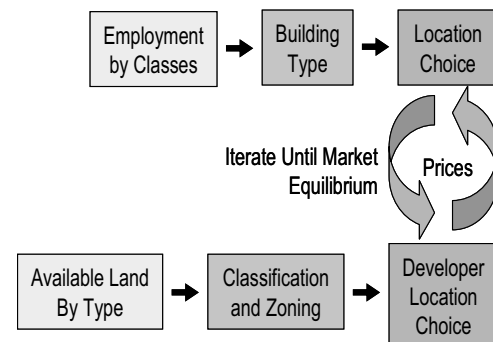 Employment
by Classes
Building
Type
Location
Choice
Iterate Until Market
Equilibrium
Prices
Available Land
By Type
Classification
and Zoning
Developer
Location
Choice